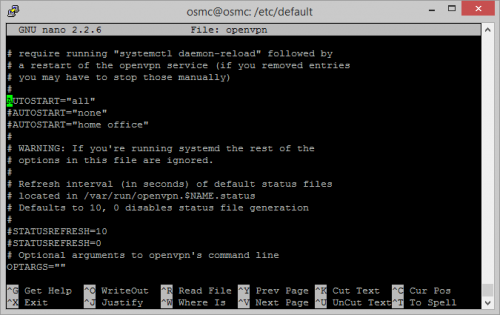 osmc@osmc: /etc/default
GNU nano 2.2.6 File: openvpn
# require running "systemctl daemon-reload" followed by
# a restart of the openvpn service (if you removed entries
# you may have to stop those manually)
#
AUTOSTART="all"
#AUTOSTART="none"
#AUTOSTART="home office"
#
# WARNING: If you're running systemd the rest of the
# options in this file are ignored.
#
# Refresh interval (in seconds) of default status files
# located in /var/run/openvpn.$NAME.status
# Defaults to 10, 0 disables status file generation
#
#STATUSREFRESH=10
#STATUSREFRESH=0
# Optional arguments to openvpn's command line
OPTARGS=""
^G Get Help ^O WriteOut ^R Read File ^Y Prev Page ^K Cut Text ^C Cur Pos
^X Exit ^J Justify ^W Where Is ^V Next Page ^U UnCut Text ^T To Spell